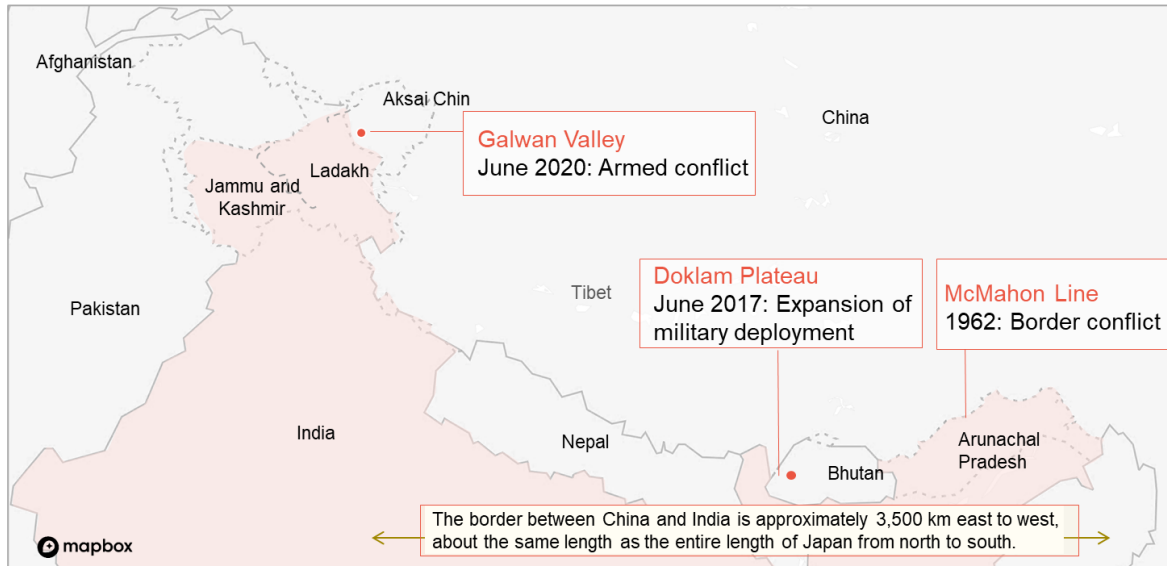 Afghanistan
Aksai Chin
China
Galwan Valley
June 2020: Armed conflict
Ladakh
Jammu and
Kashmir
Doklam Plateau
June 2017: Expansion of
military deployment
McMahon Line
1962: Border conflict
Tibet
Pakistan
India
Nepal
Bhutan
Arunachal
Pradesh
The border between China and India is approximately 3,500 km east to west,
about the same length as the entire length of Japan from north to south.
mapbox